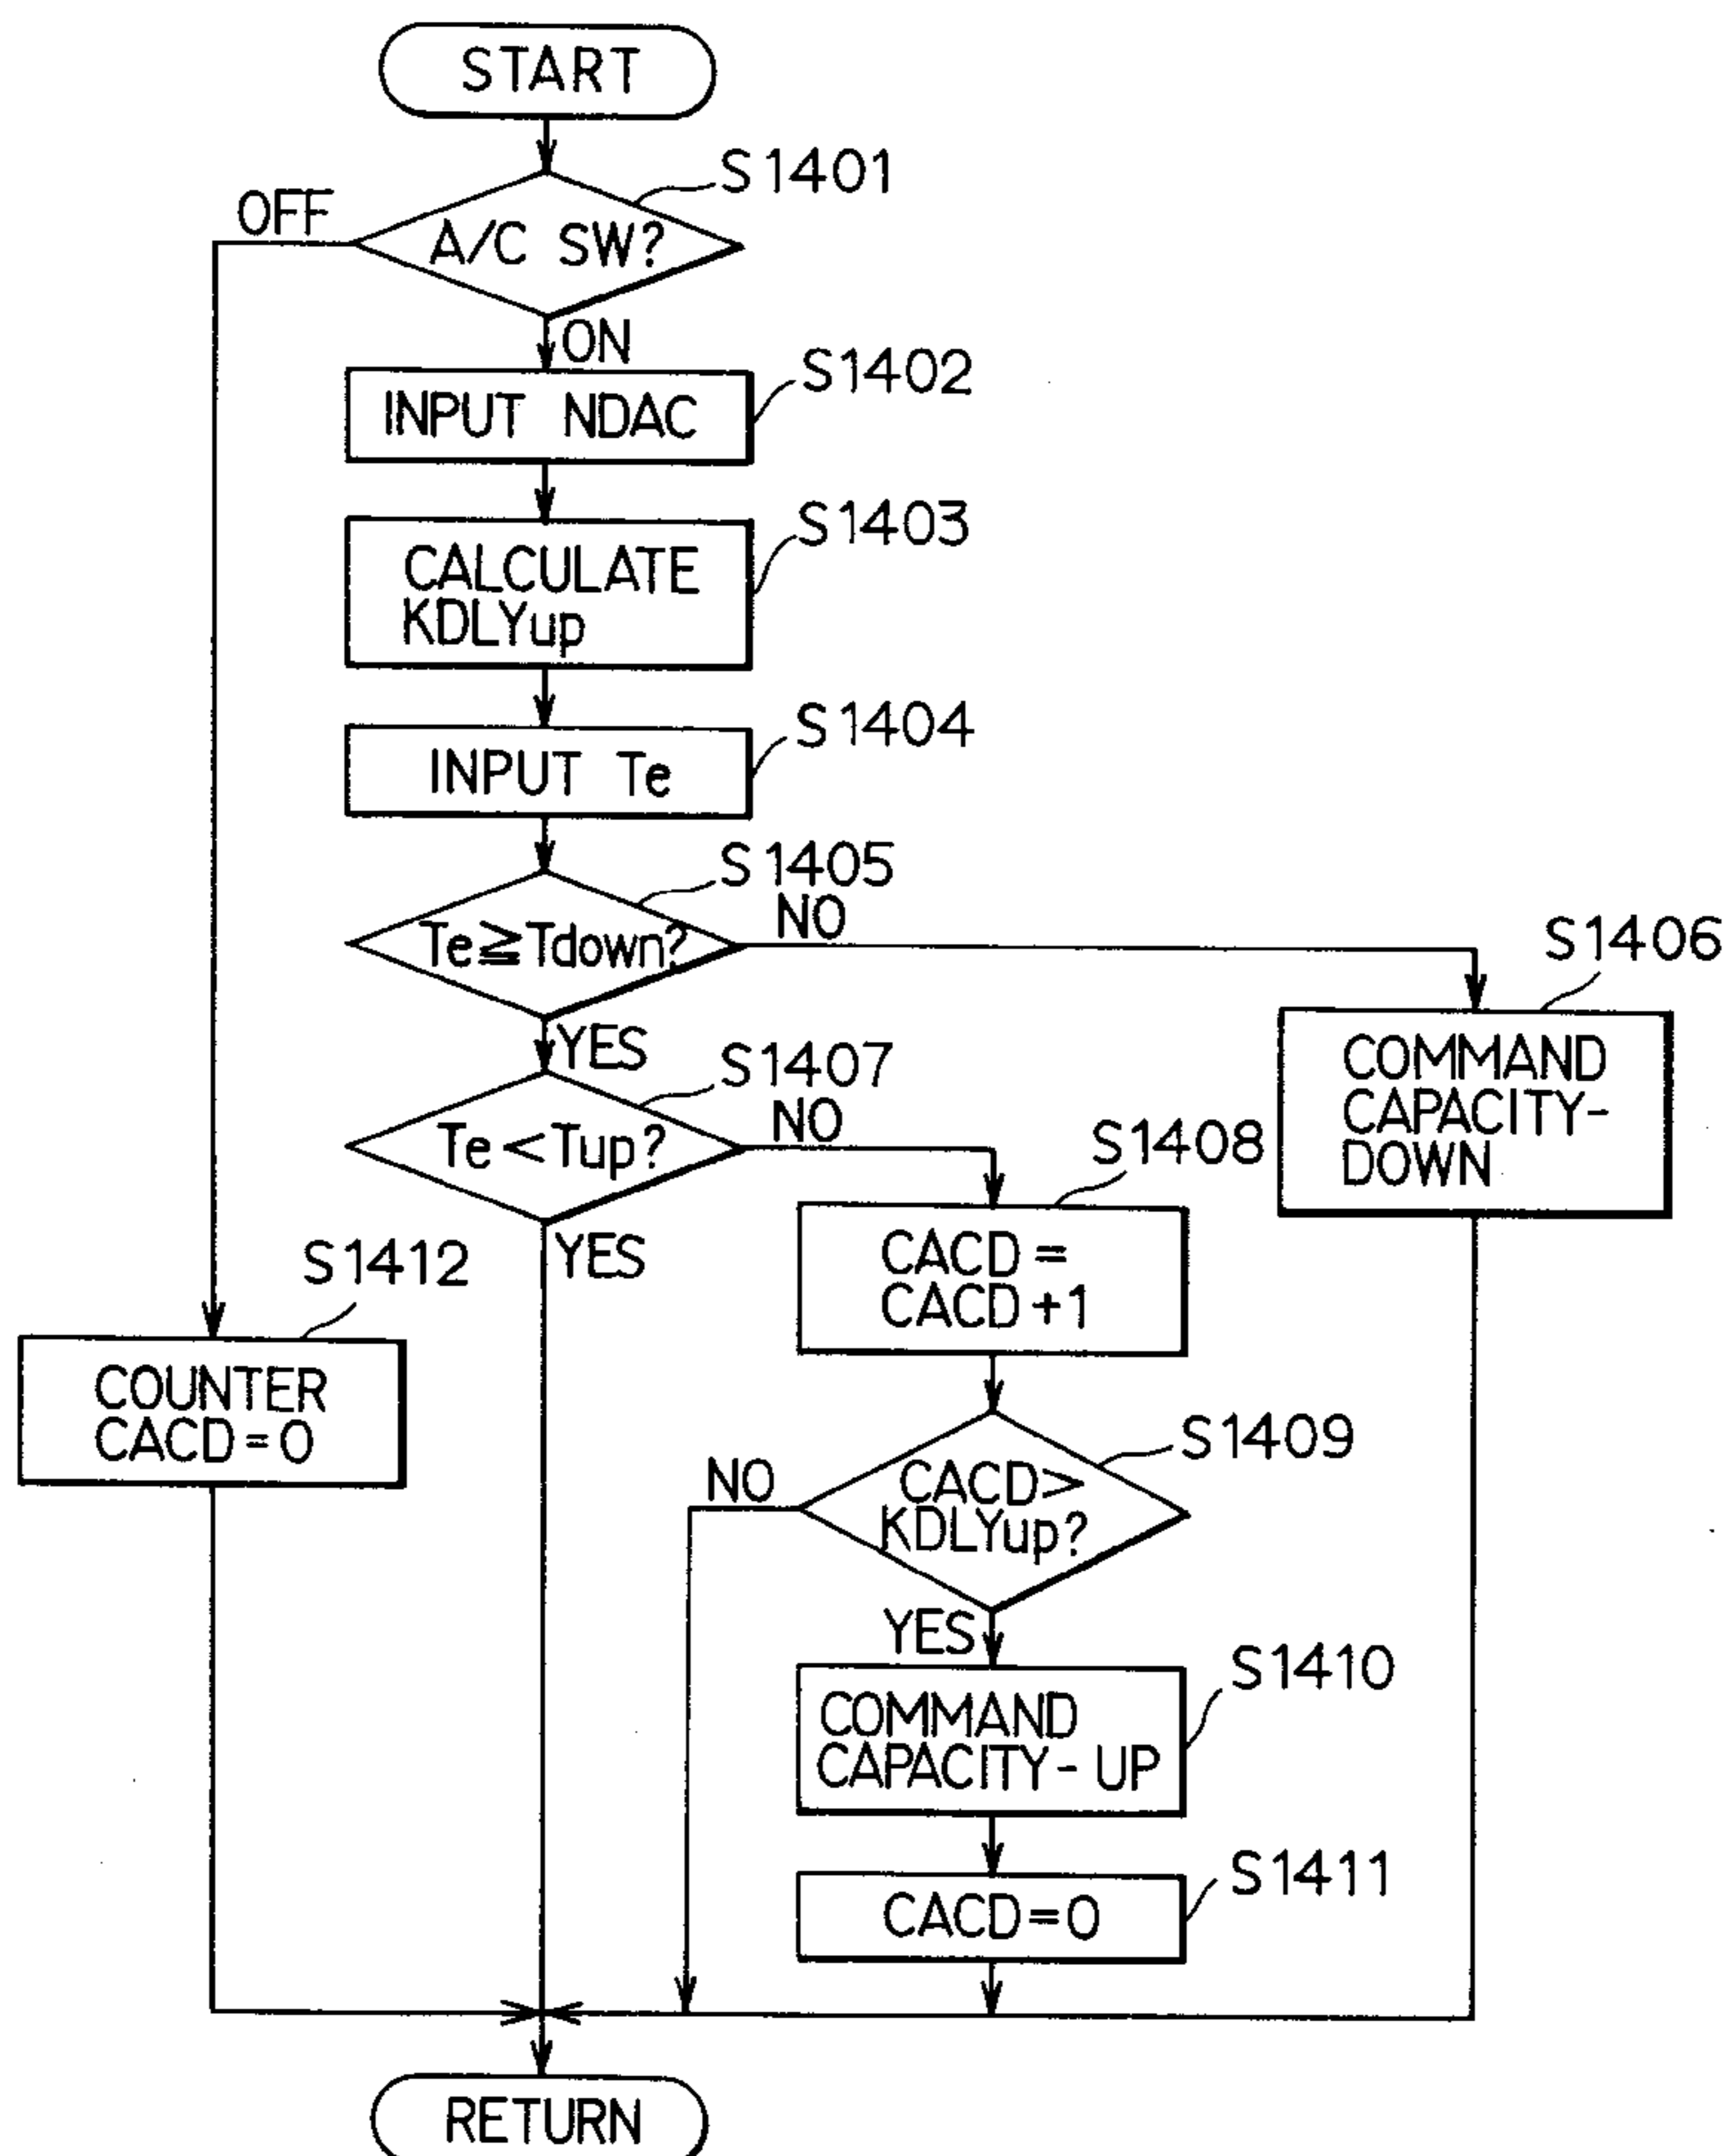 START
S1401
OFF
A/C SW?
ON
S1402
INPUT NDAC
S1403
CALCULATE
KDLYup
S1404
INPUT Te
S1405
NO
Te≧Tdown?
S1406
YES
COMMAND
CAPACITY-
DOWN
S1407
NO
Te<Tup?
S1408
YES
CACD=
CACD+1
S1412
COUNTER
CACD=0
S1409
NO
CACD>
KDLYup?
YES
S1410
COMMAND
CAPACITY-UP
S1411
CACD=0
RETURN